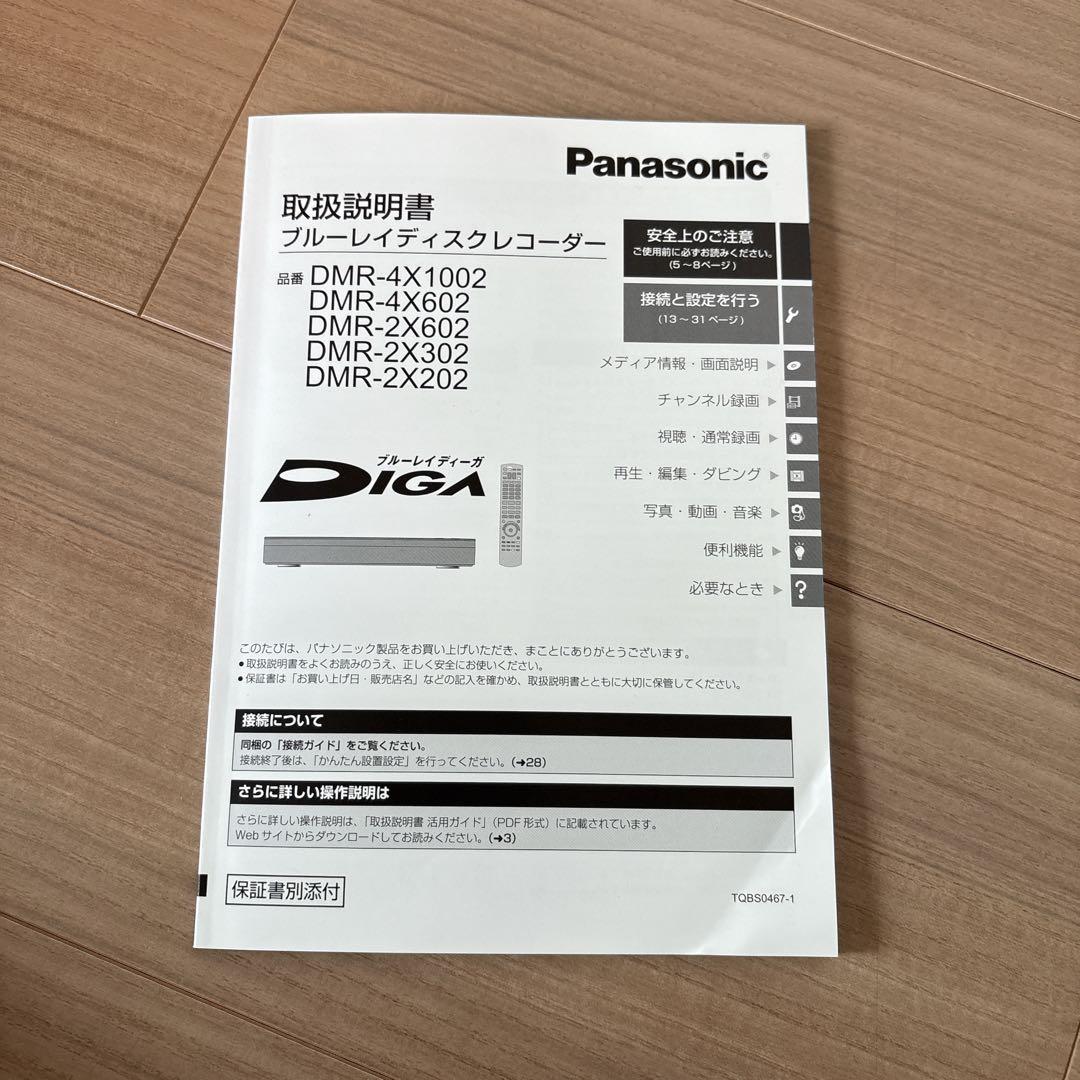 Panasonic®
取扱説明書
ブルーレイディスクレコーダー
品番 DMR-4X1002
DMR-4X602
DMR-2X602
DMR-2X302
DMR-2X202
安全上のご注意
ご使用前に必ずお読みください。
(5～8ページ)
接続と設定を行う
(13～31ページ)
メディア情報・画面説明 ▶
チャンネル録画 ▶
視聴・通常録画 ▶
再生・編集・ダビング ▶
写真・動画・音楽 ▶
便利機能 ▶
必要なとき ▶
?
ブルーレイディーガ
DIGA
このたびは、パナソニック製品をお買い上げいただき、まことにありがとうございます。
●取扱説明書をよくお読みのうえ、正しく安全にお使いください。
●保証書は「お買い上げ日・販売店名」などの記入を確かめ、取扱説明書とともに大切に保管してください。
接続について
同梱の「接続ガイド」をご覧ください。
接続終了後は、「かんたん設置設定」を行ってください。(➜28)
さらに詳しい操作説明は
さらに詳しい操作説明は、「取扱説明書 活用ガイド」(PDF形式)に記載されています。
Webサイトからダウンロードしてお読みください。(➜3)
保証書別添付
TQBS0467-1